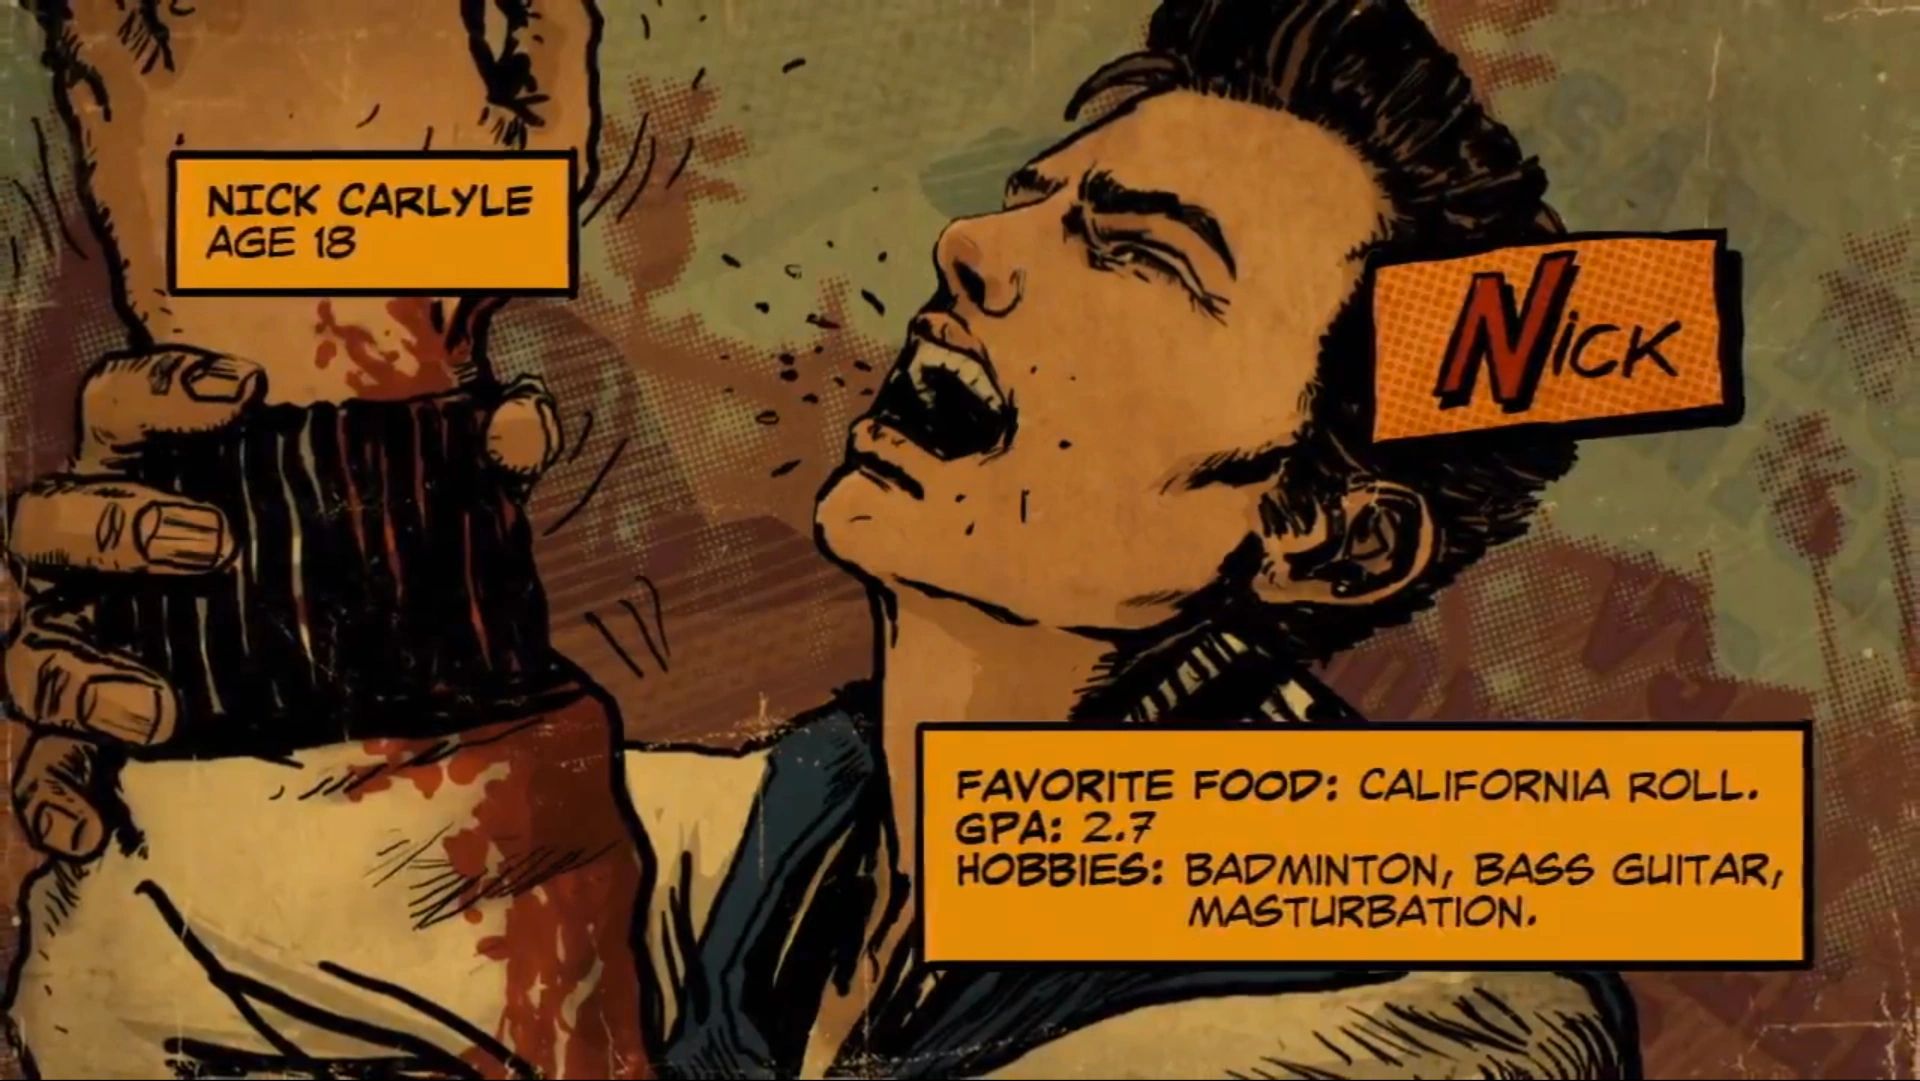 NICK CARLYLE
AGE 18
NICK
FAVORITE FOOD: CALIFORNIA ROLL.
GPA: 2.7
HOBBIES: BADMINTON, BASS GUITAR,
MASTURBATION.